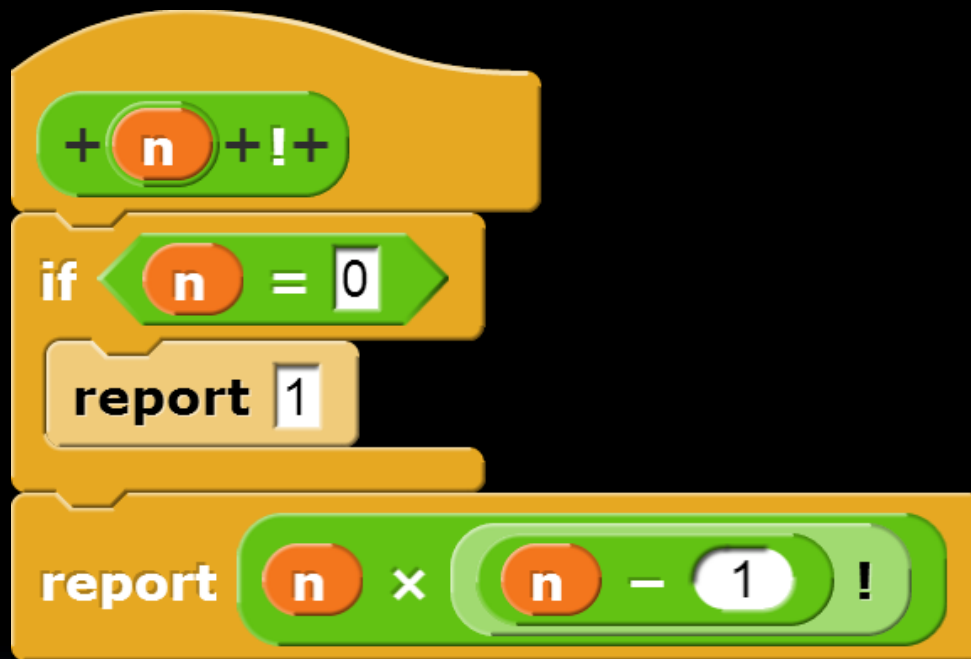 + n + ! +
if n = 0
report 1
report n × n − 1 !